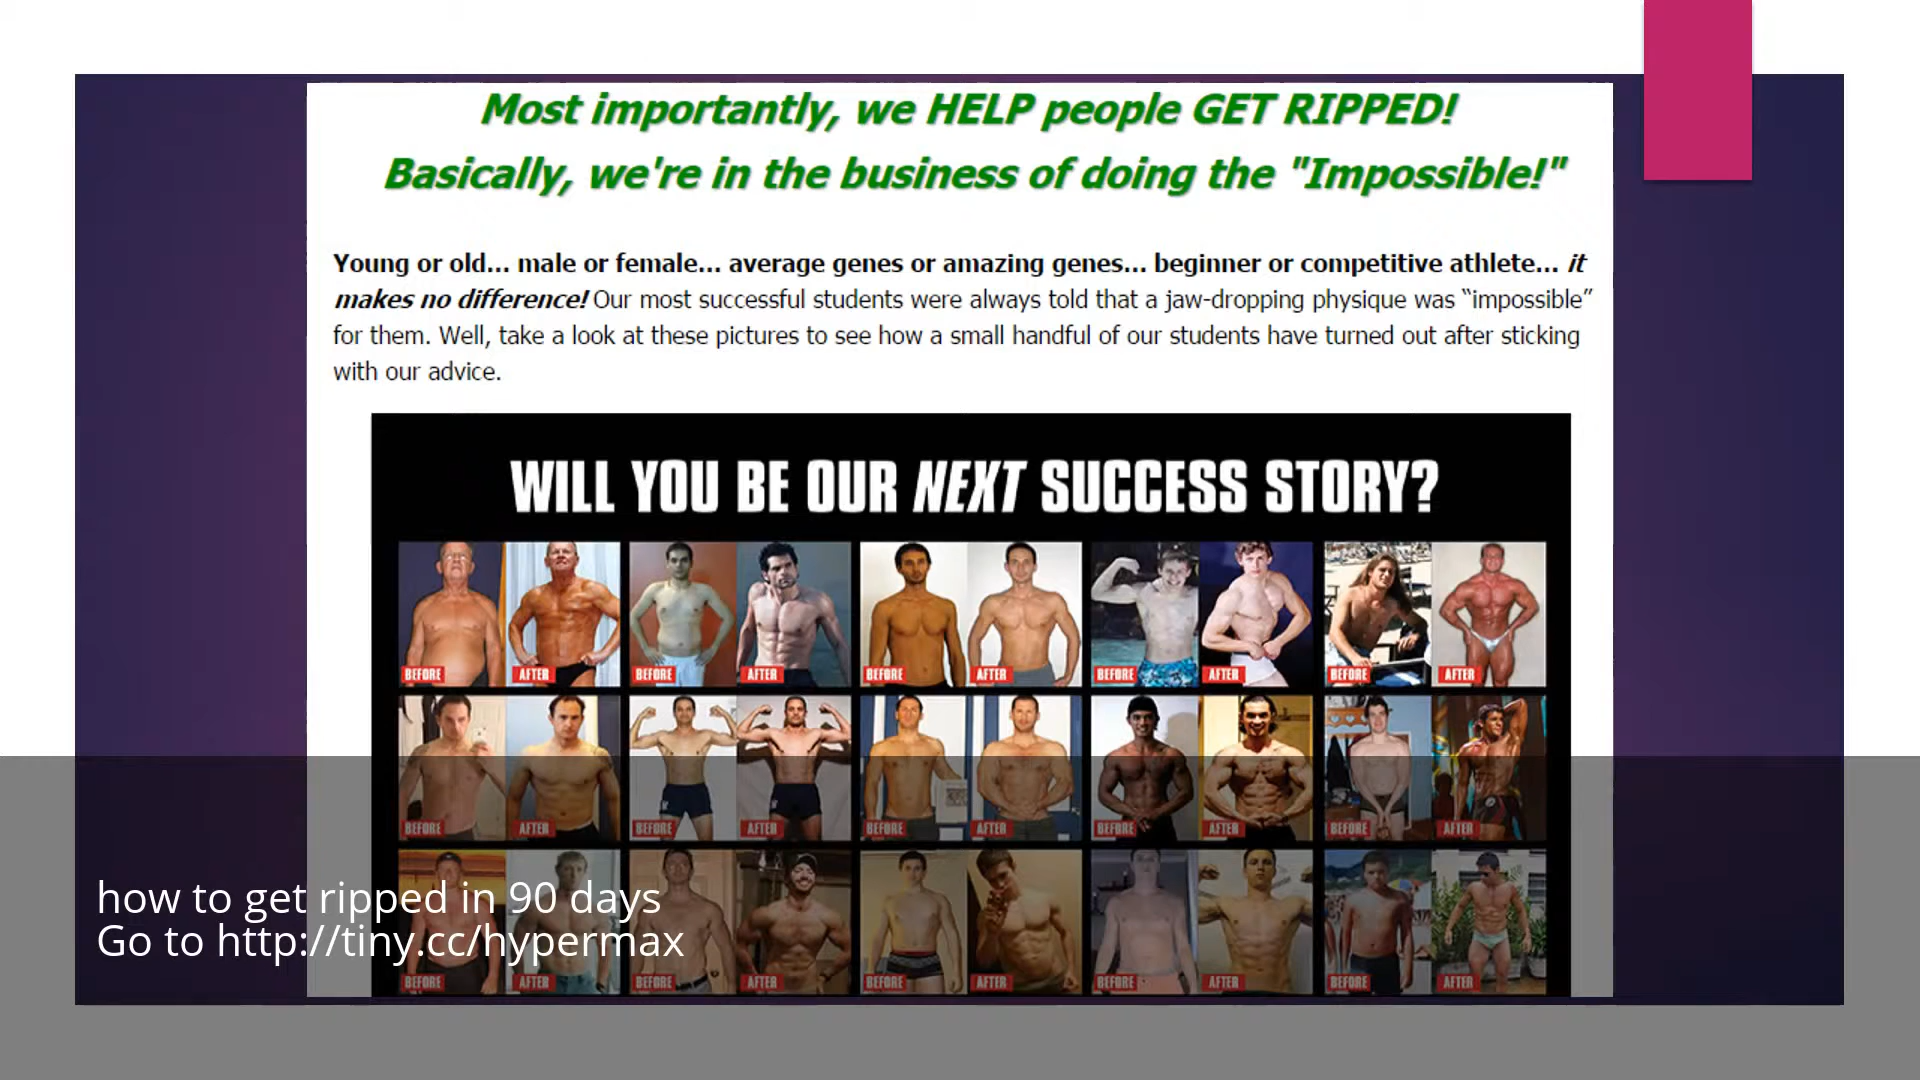 Most importantly, we HELP people GET RIPPED!
Basically, we're in the business of doing the "Impossible!"
Young or old... male or female... average genes or amazing genes... beginner or competitive athlete... it
makes no difference! Our most successful students were always told that a jaw-dropping physique was “impossible”
for them. Well, take a look at these pictures to see how a small handful of our students have turned out after sticking
with our advice.
WILL YOU BE OUR NEXT SUCCESS STORY?
BEFORE AFTER BEFORE AFTER BEFORE AFTER BEFORE AFTER BEFORE AFTER
BEFORE AFTER BEFORE AFTER BEFORE AFTER BEFORE AFTER BEFORE AFTER
how to get ripped in 90 days
Go to http://tiny.cc/hypermax
BEFORE AFTER BEFORE AFTER BEFORE AFTER BEFORE AFTER BEFORE AFTER